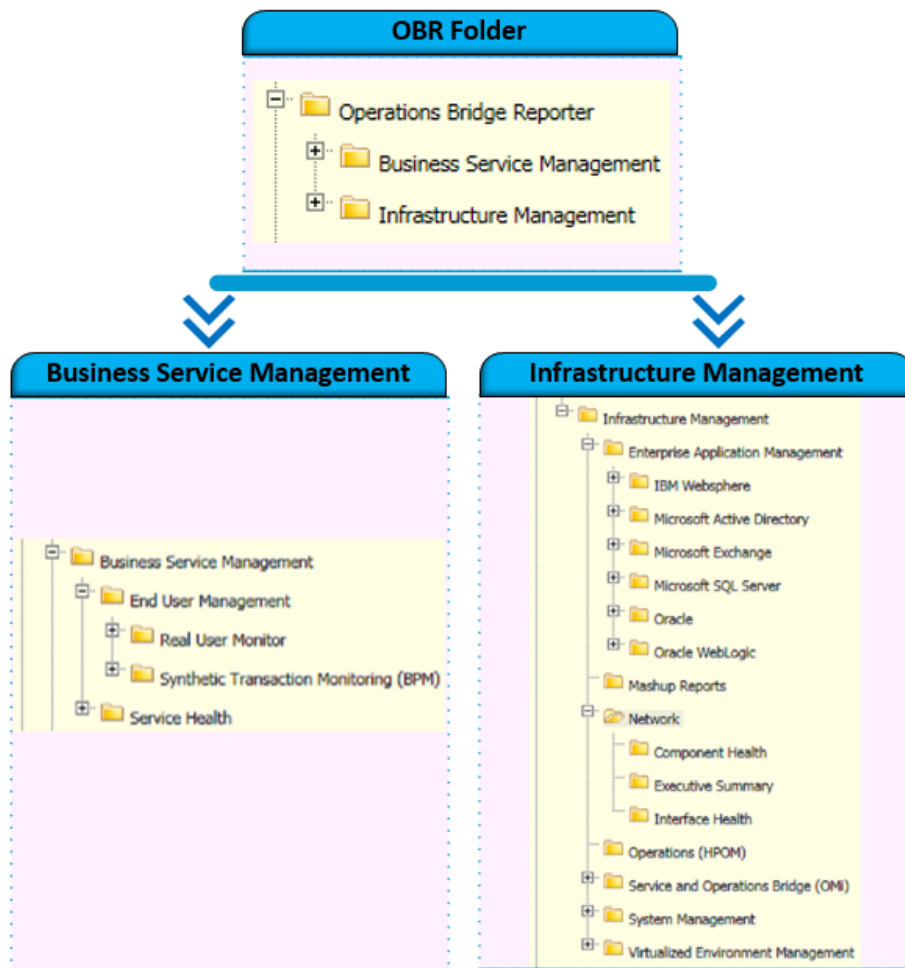 OBR Folder
Operations Bridge Reporter
Business Service Management
Infrastructure Management
Business Service Management
Business Service Management
End User Management
Real User Monitor
Synthetic Transaction Monitoring (BPM)
Service Health
Infrastructure Management
Infrastructure Management
Enterprise Application Management
IBM Websphere
Microsoft Active Directory
Microsoft Exchange
Microsoft SQL Server
Oracle
Oracle WebLogic
Mashup Reports
Network
Component Health
Executive Summary
Interface Health
Operations (HPOM)
Service and Operations Bridge (OMi)
System Management
Virtualized Environment Management